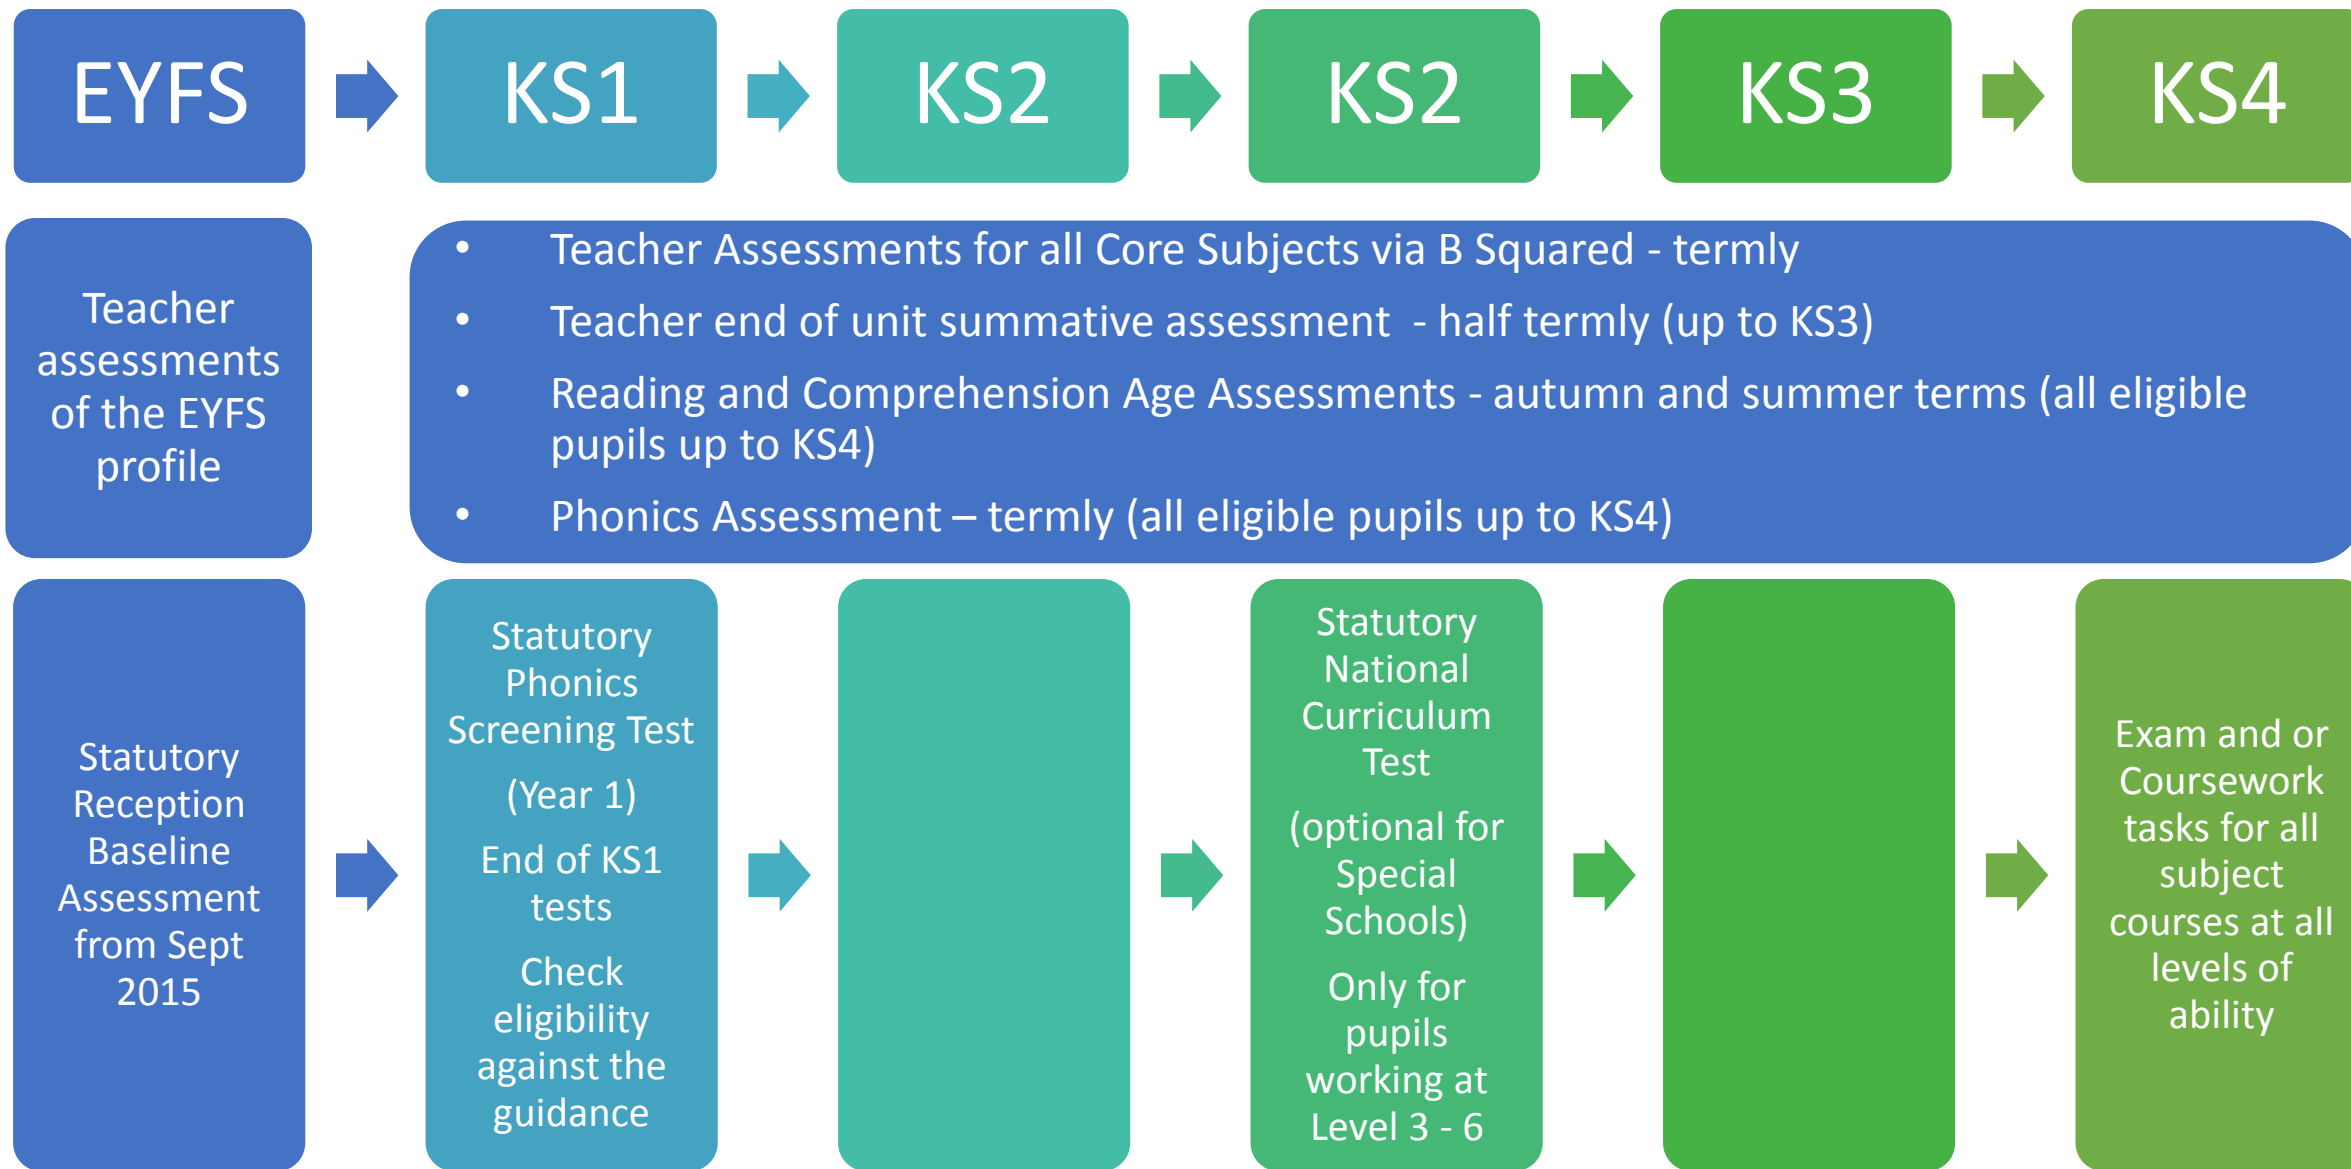 EYFS
KS1
KS2
KS2
KS3
KS4
Teacher
assessments
of the EYFS
profile
• Teacher Assessments for all Core Subjects via B Squared - termly
• Teacher end of unit summative assessment - half termly (up to KS3)
• Reading and Comprehension Age Assessments - autumn and summer terms (all eligible
pupils up to KS4)
• Phonics Assessment – termly (all eligible pupils up to KS4)
Statutory
Reception
Baseline
Assessment
from Sept
2015
Statutory
Phonics
Screening Test
(Year 1)
End of KS1
tests
Check
eligibility
against the
guidance
Statutory
National
Curriculum
Test
(optional for
Special
Schools)
Only for
pupils
working at
Level 3 - 6
Exam and or
Coursework
tasks for all
subject
courses at all
levels of
ability